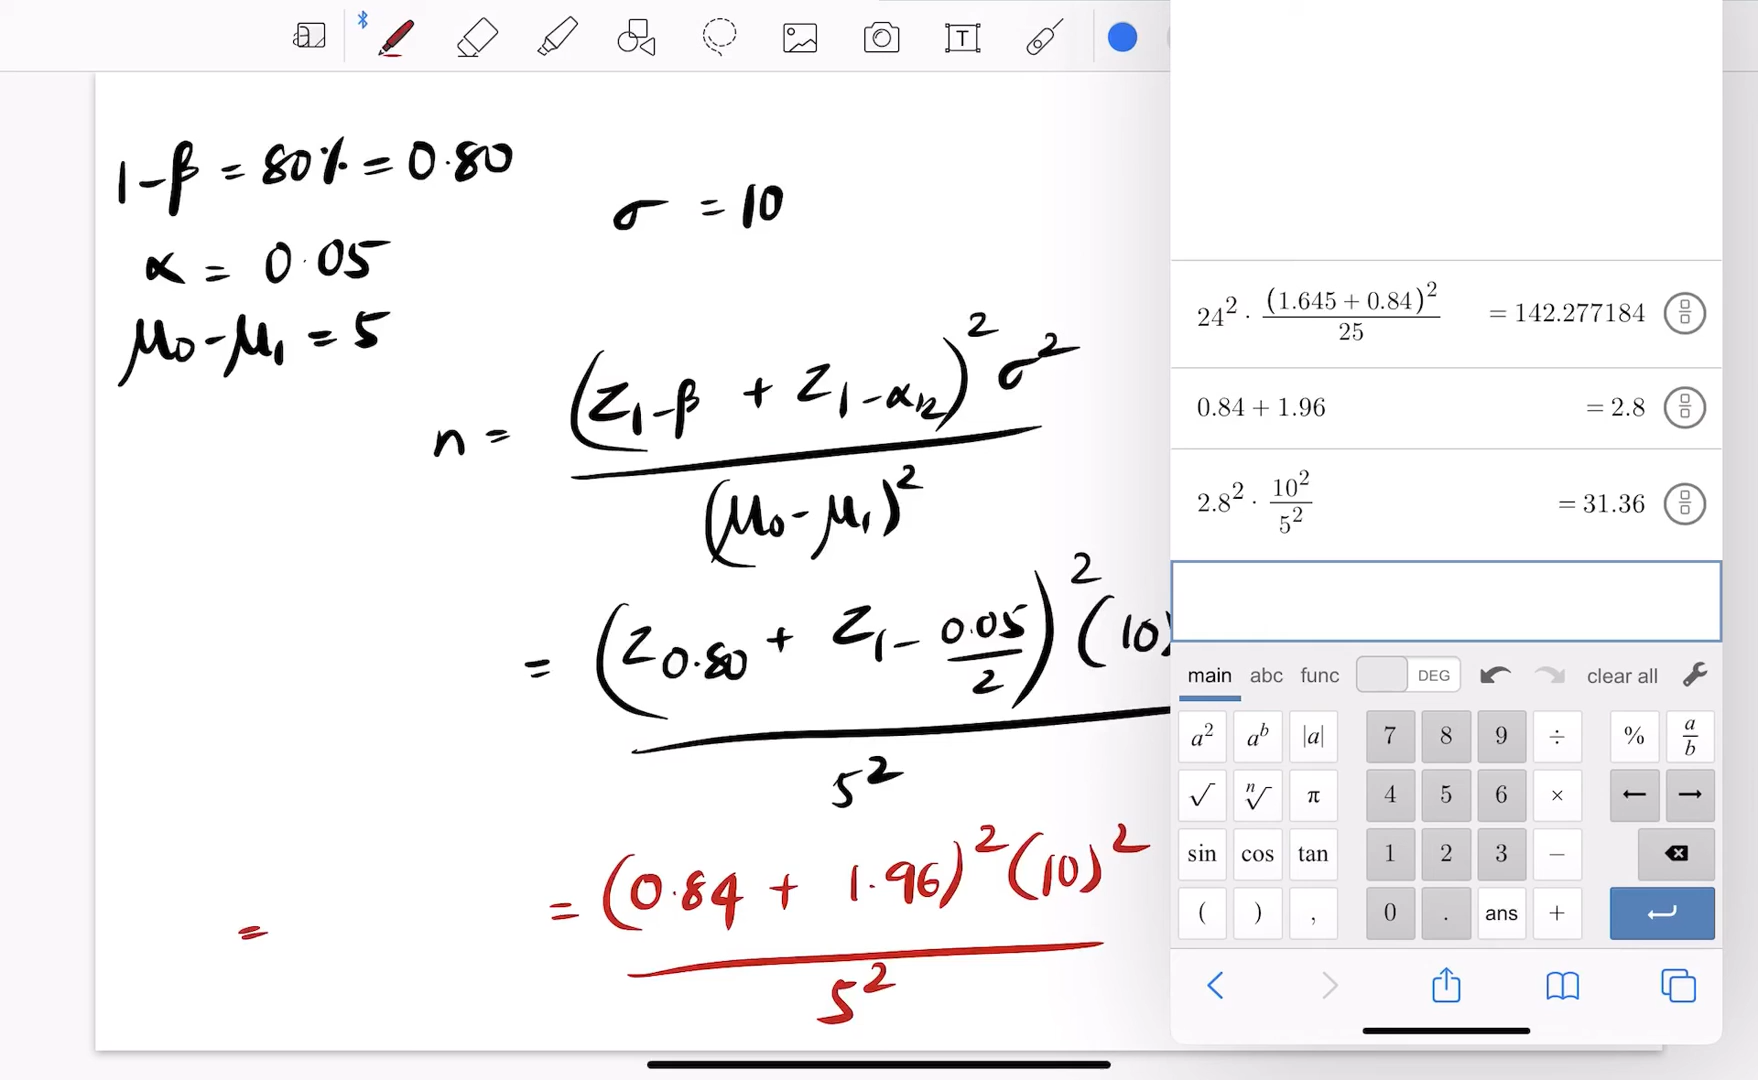 1-β = 80% = 0.80
σ = 10
α = 0.05
μ0-μ1 = 5
n = (Z1-β + Z1-α/2)² σ²
(μ0-μ1)²
= (Z0.80 + Z1-0.05/2)² (10)
5²
= (0.84 + 1.96)² (10)²
5²
=
24² · (1.645 + 0.84)²/25 = 142.277184
0.84 + 1.96 = 2.8
2.8² · 10²/5² = 31.36
main abc func DEG clear all
a² a^b |a| 7 8 9 ÷ % a/b
√ ⁿ√ π 4 5 6 × ← →
sin cos tan 1 2 3 −
( ) , 0 . ans +